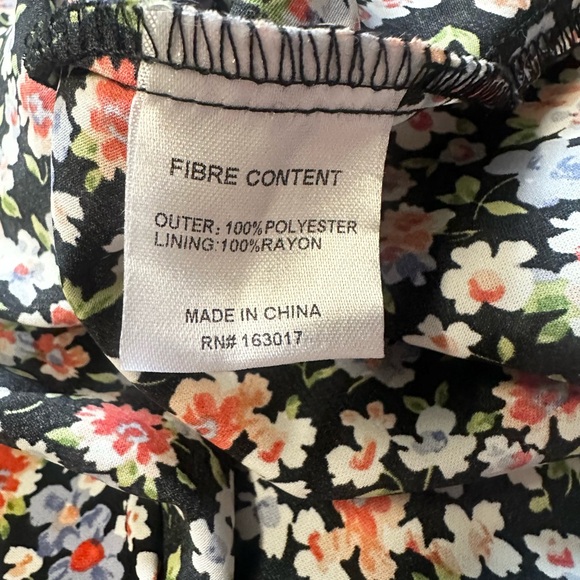 FIBRE CONTENT
OUTER: 100%POLYESTER
LINING:100%RAYON
MADE IN CHINA
RN# 163017